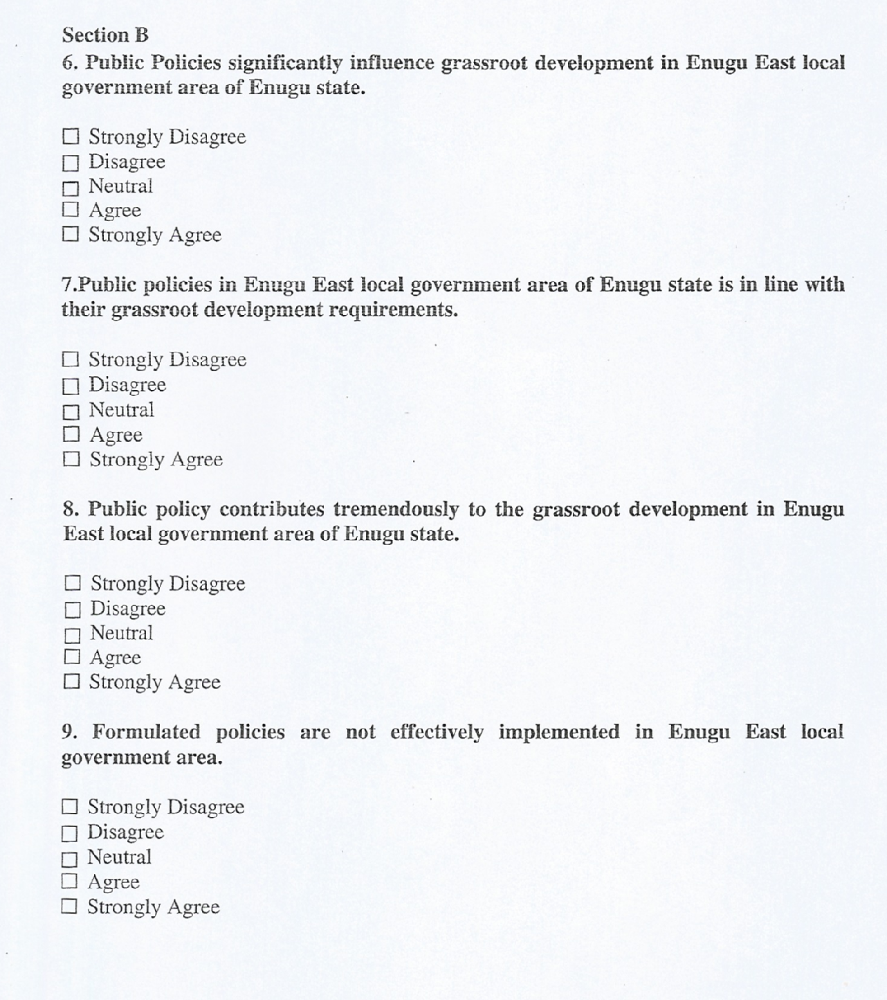 Section B
6. Public Policies significantly influence grassroot development in Enugu East local
government area of Enugu state.
☐ Strongly Disagree
☐ Disagree
☐ Neutral
☐ Agree
☐ Strongly Agree
7.Public policies in Enugu East local government area of Enugu state is in line with
their grassroot development requirements.
☐ Strongly Disagree
☐ Disagree
☐ Neutral
☐ Agree
☐ Strongly Agree
8. Public policy contributes tremendously to the grassroot development in Enugu
East local government area of Enugu state.
☐ Strongly Disagree
☐ Disagree
☐ Neutral
☐ Agree
☐ Strongly Agree
9. Formulated policies are not effectively implemented in Enugu East local
government area.
☐ Strongly Disagree
☐ Disagree
☐ Neutral
☐ Agree
☐ Strongly Agree